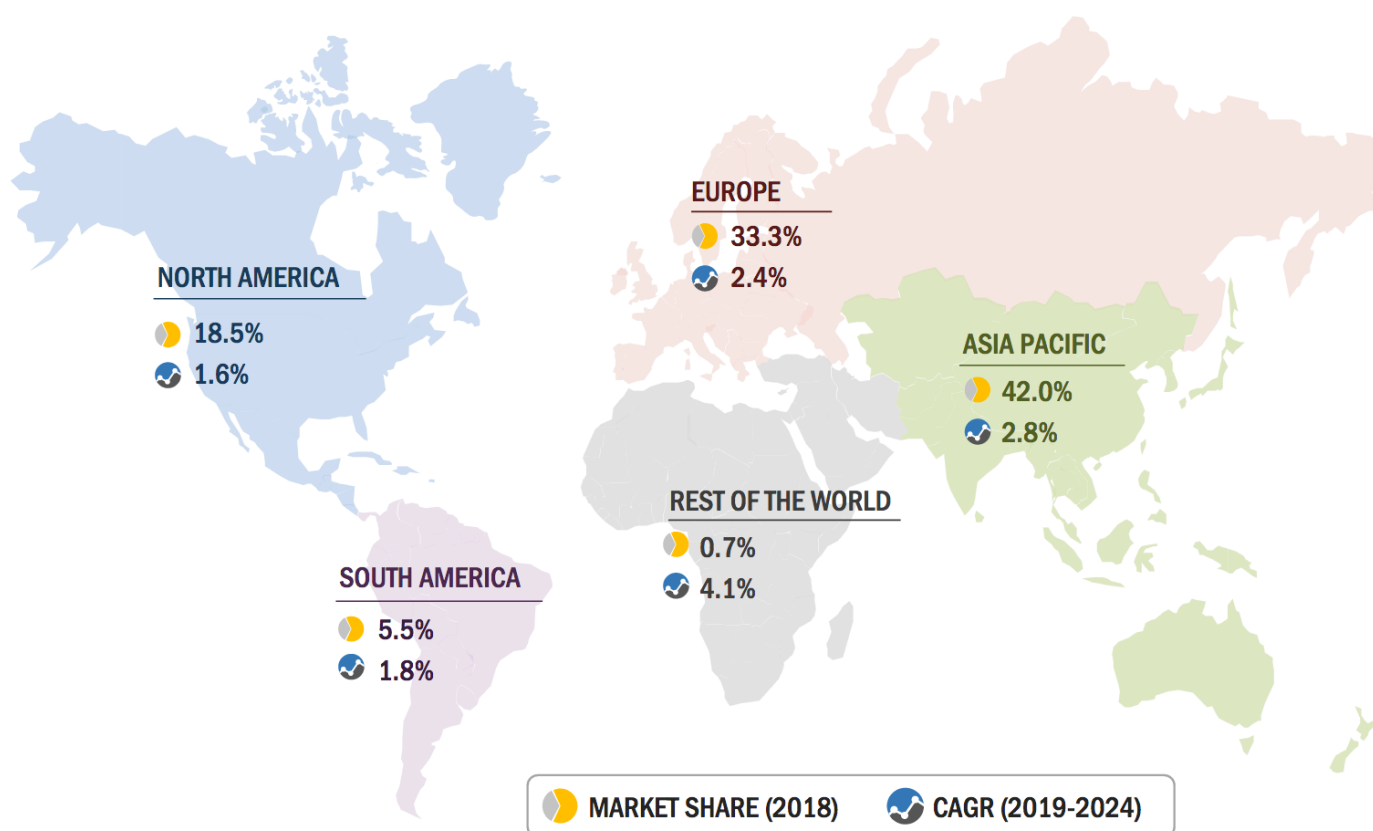 EUROPE
33.3%
2.4%
NORTH AMERICA
18.5%
1.6%
ASIA PACIFIC
42.0%
2.8%
REST OF THE WORLD
0.7%
4.1%
SOUTH AMERICA
5.5%
1.8%
MARKET SHARE (2018) CAGR (2019-2024)